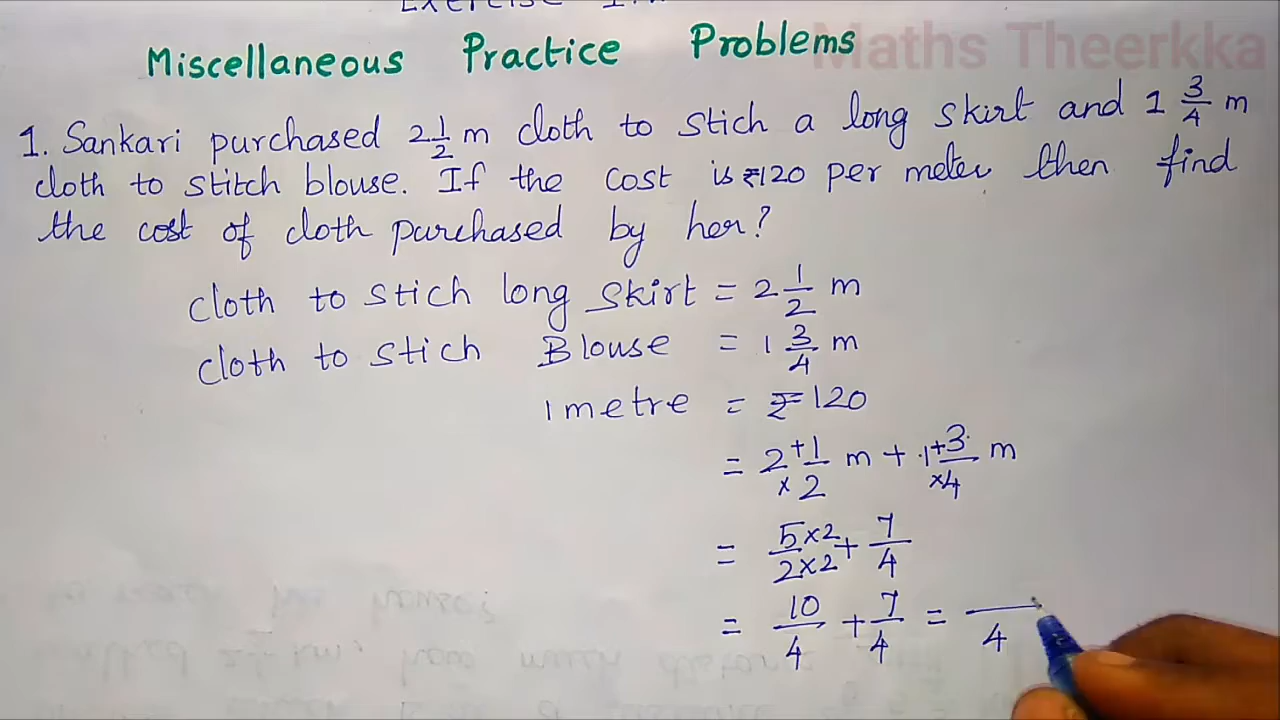 Miscellaneous Practice Problems
Maths Theerkka
1. Sankari purchased 2 1/2 m cloth to stich a long skirt and 1 3/4 m
cloth to stitch blouse. If the cost is ₹120 per meter then find
the cost of cloth purchased by her?
cloth to stich long skirt = 2 1/2 m
cloth to stich Blouse = 1 3/4 m
1 metre = ₹120
= 2 + 1/× 2 m + 1 + 3/× 4 m
= 5×2/2×2 + 7/4
= 10/4 + 7/4 = /4